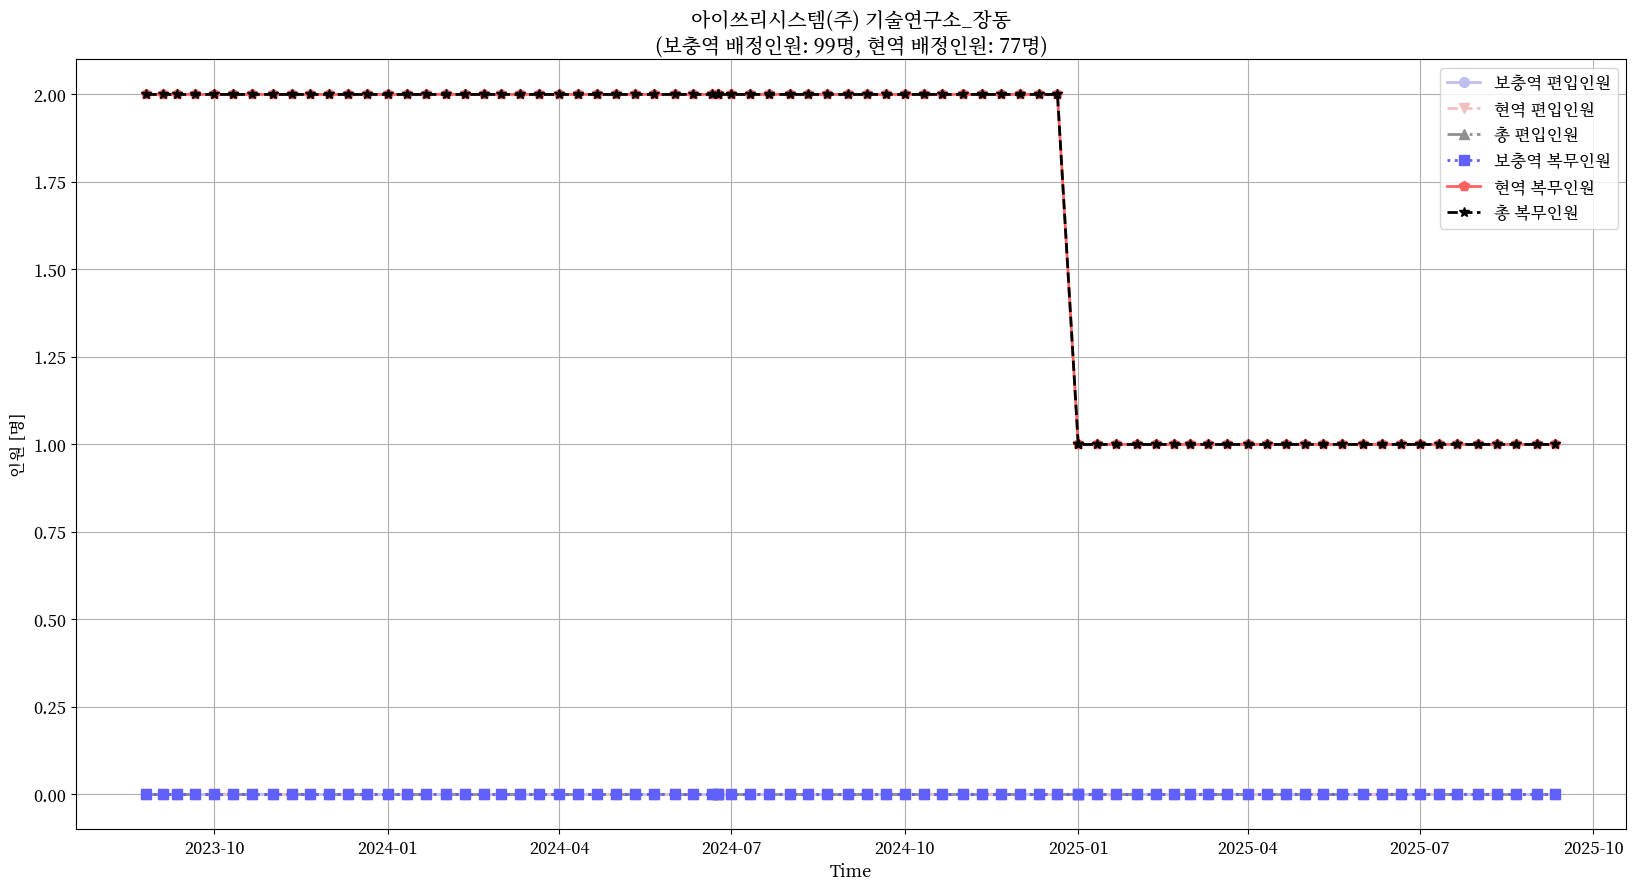 아이쓰리시스템(주) 기술연구소_장동
(보충역 배정인원: 99명, 현역 배정인원: 77명)
보충역 편입인원
현역 편입인원
총 편입인원
보충역 복무인원
현역 복무인원
총 복무인원
2.00
1.75
1.50
1.25
1.00
0.75
0.50
0.25
0.00
인원 [명]
2023-10
2024-01
2024-04
2024-07
2024-10
2025-01
2025-04
2025-07
2025-10
Time